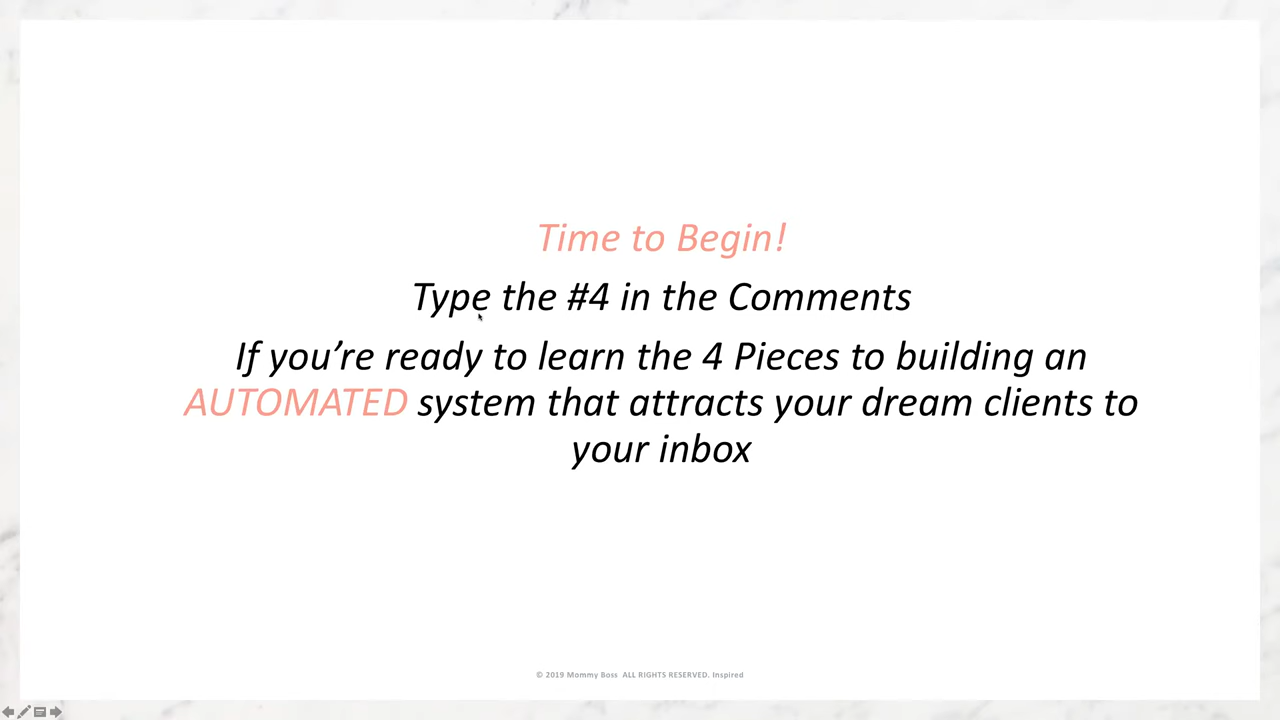 Time to Begin!
Type the #4 in the Comments
If you’re ready to learn the 4 Pieces to building an
AUTOMATED system that attracts your dream clients to
your inbox
© 2019 Mommy Boss ALL RIGHTS RESERVED. Inspired